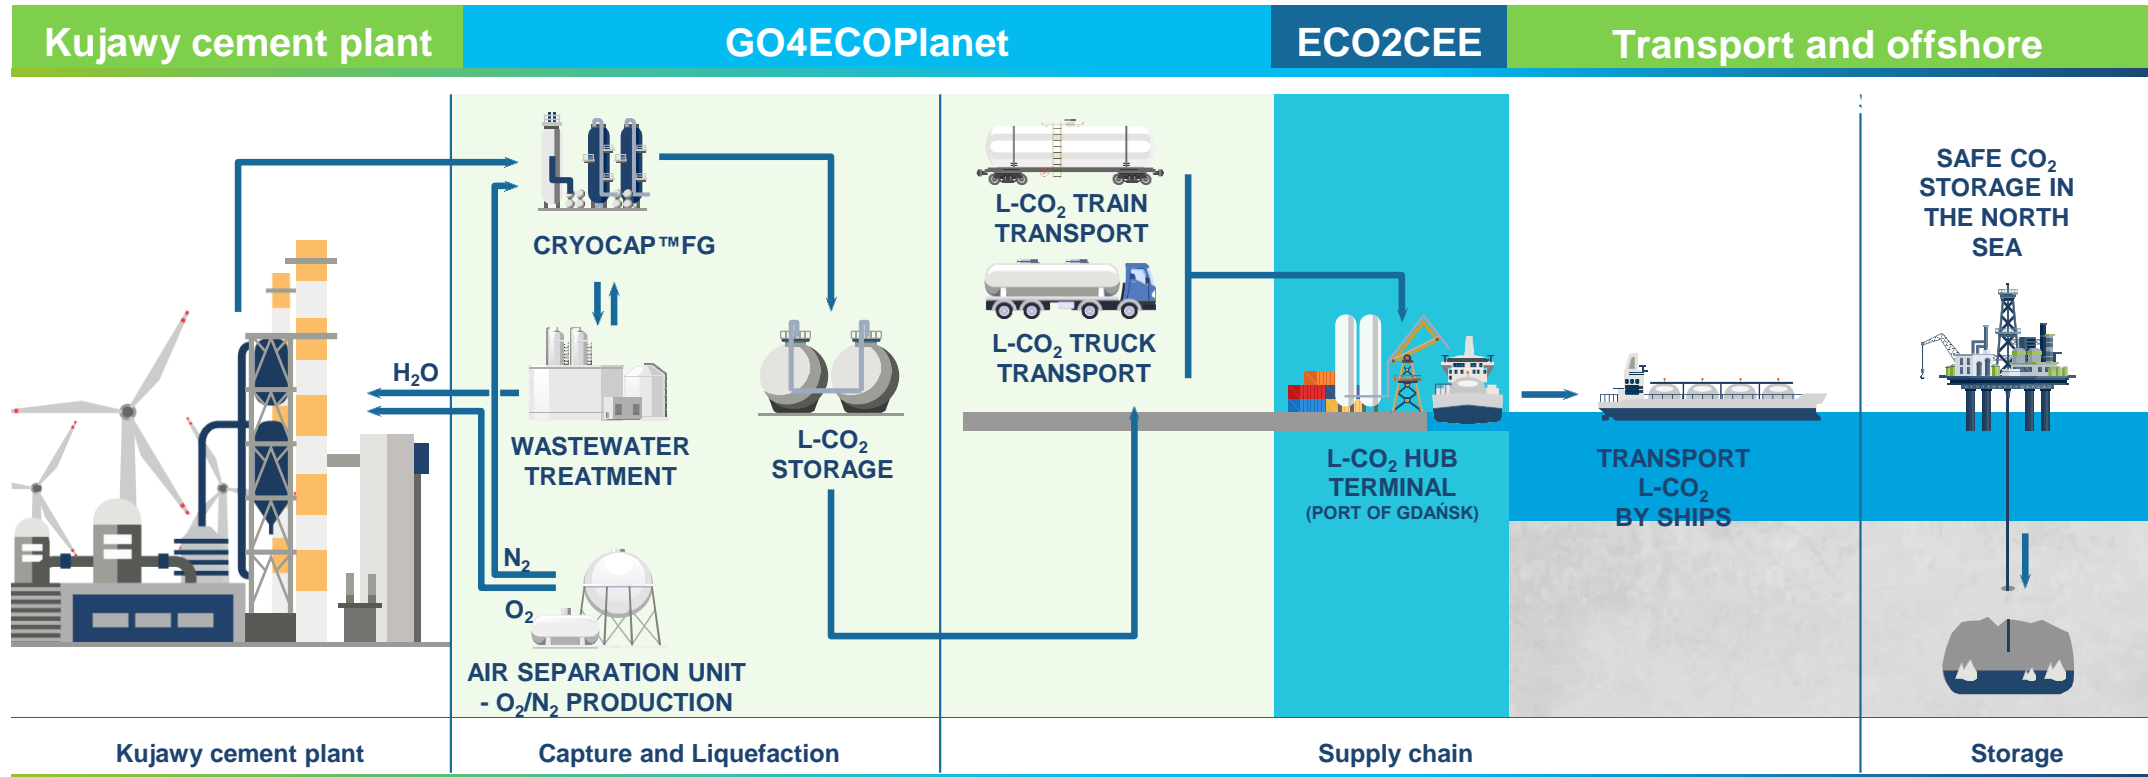 Kujawy cement plant
GO4ECOPlanet
ECO2CEE
Transport and offshore
CRYOCAP™FG
H₂O
WASTEWATER
TREATMENT
N₂
O₂
AIR SEPARATION UNIT
- O₂/N₂ PRODUCTION
L-CO₂
STORAGE
L-CO₂ TRAIN
TRANSPORT
L-CO₂ TRUCK
TRANSPORT
L-CO₂ HUB
TERMINAL
(PORT OF GDAŃSK)
TRANSPORT
L-CO₂
BY SHIPS
SAFE CO₂
STORAGE IN
THE NORTH
SEA
Kujawy cement plant
Capture and Liquefaction
Supply chain
Storage